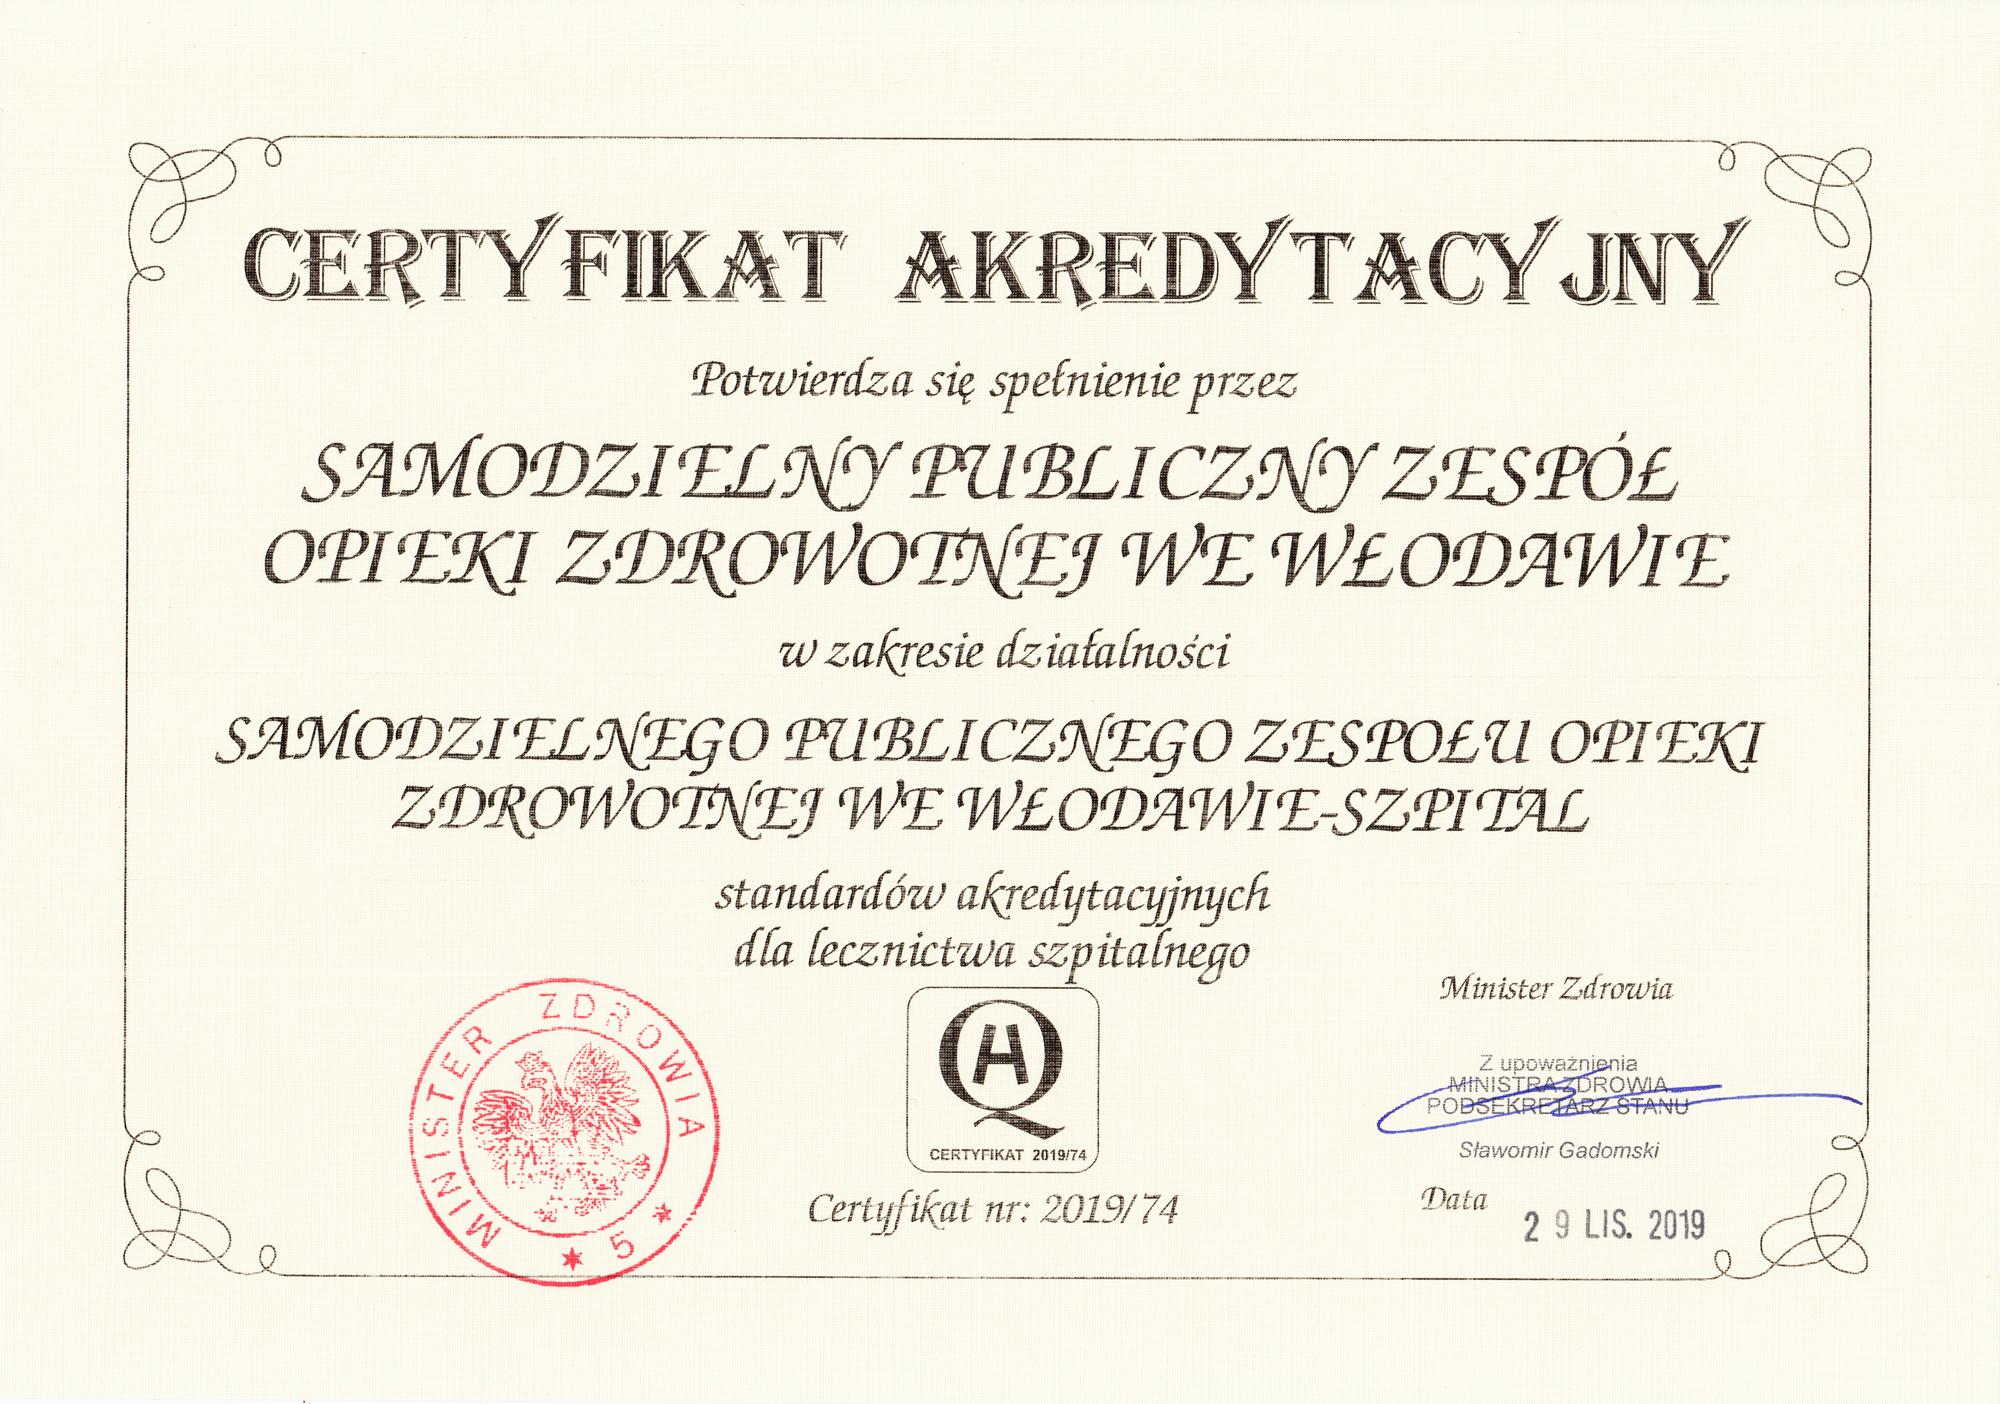 CERTYFIKAT AKREDYTACYJNY
Potwierdza się spełnienie przez
SAMODZIELNY PUBLICZNY ZESPÓŁ
OPIEKI ZDROWOTNEJ WE WŁODAWIE
w zakresie działalności
SAMODZIELNEGO PUBLICZNEGO ZESPOŁU OPIEKI
ZDROWOTNEJ WE WŁODAWIE-SZPITAL
standardów akredytacyjnych
dla lecznictwa szpitalnego
MINISTER ZDROWIA * 5 *
HQ
CERTYFIKAT 2019/74
Certyfikat nr: 2019/74
Minister Zdrowia
Z upoważnienia
MINISTRA ZDROWIA
PODSEKRETARZ STANU
Sławomir Gadomski
Data
29 LIS. 2019